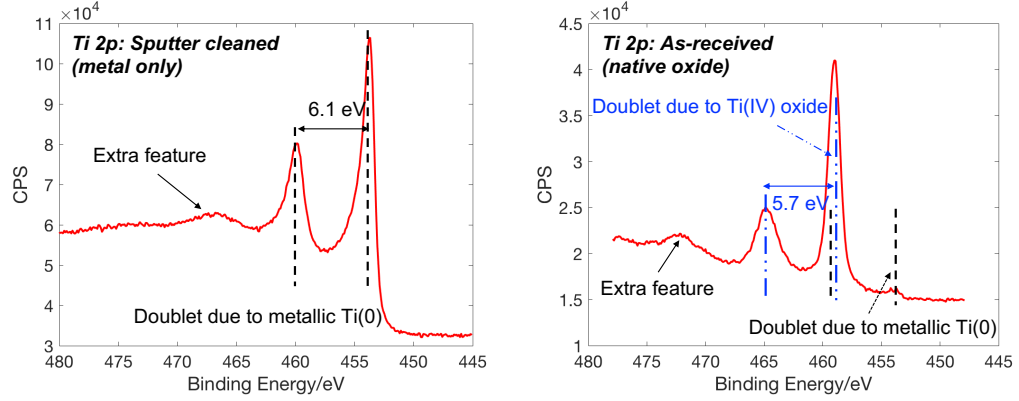 ×10⁴
Ti 2p: Sputter cleaned
(metal only)
6.1 eV
Extra feature
Doublet due to metallic Ti(0)
CPS
11
10
9
8
7
6
5
4
3
480 475 470 465 460 455 450 445
Binding Energy/eV
×10⁴
Ti 2p: As-received
(native oxide)
Doublet due to Ti(IV) oxide
5.7 eV
Extra feature
Doublet due to metallic Ti(0)
CPS
4.5
4
3.5
2.5
2.5
1.5
1
480 475 470 465 460 455 450 445
Binding Energy/eV